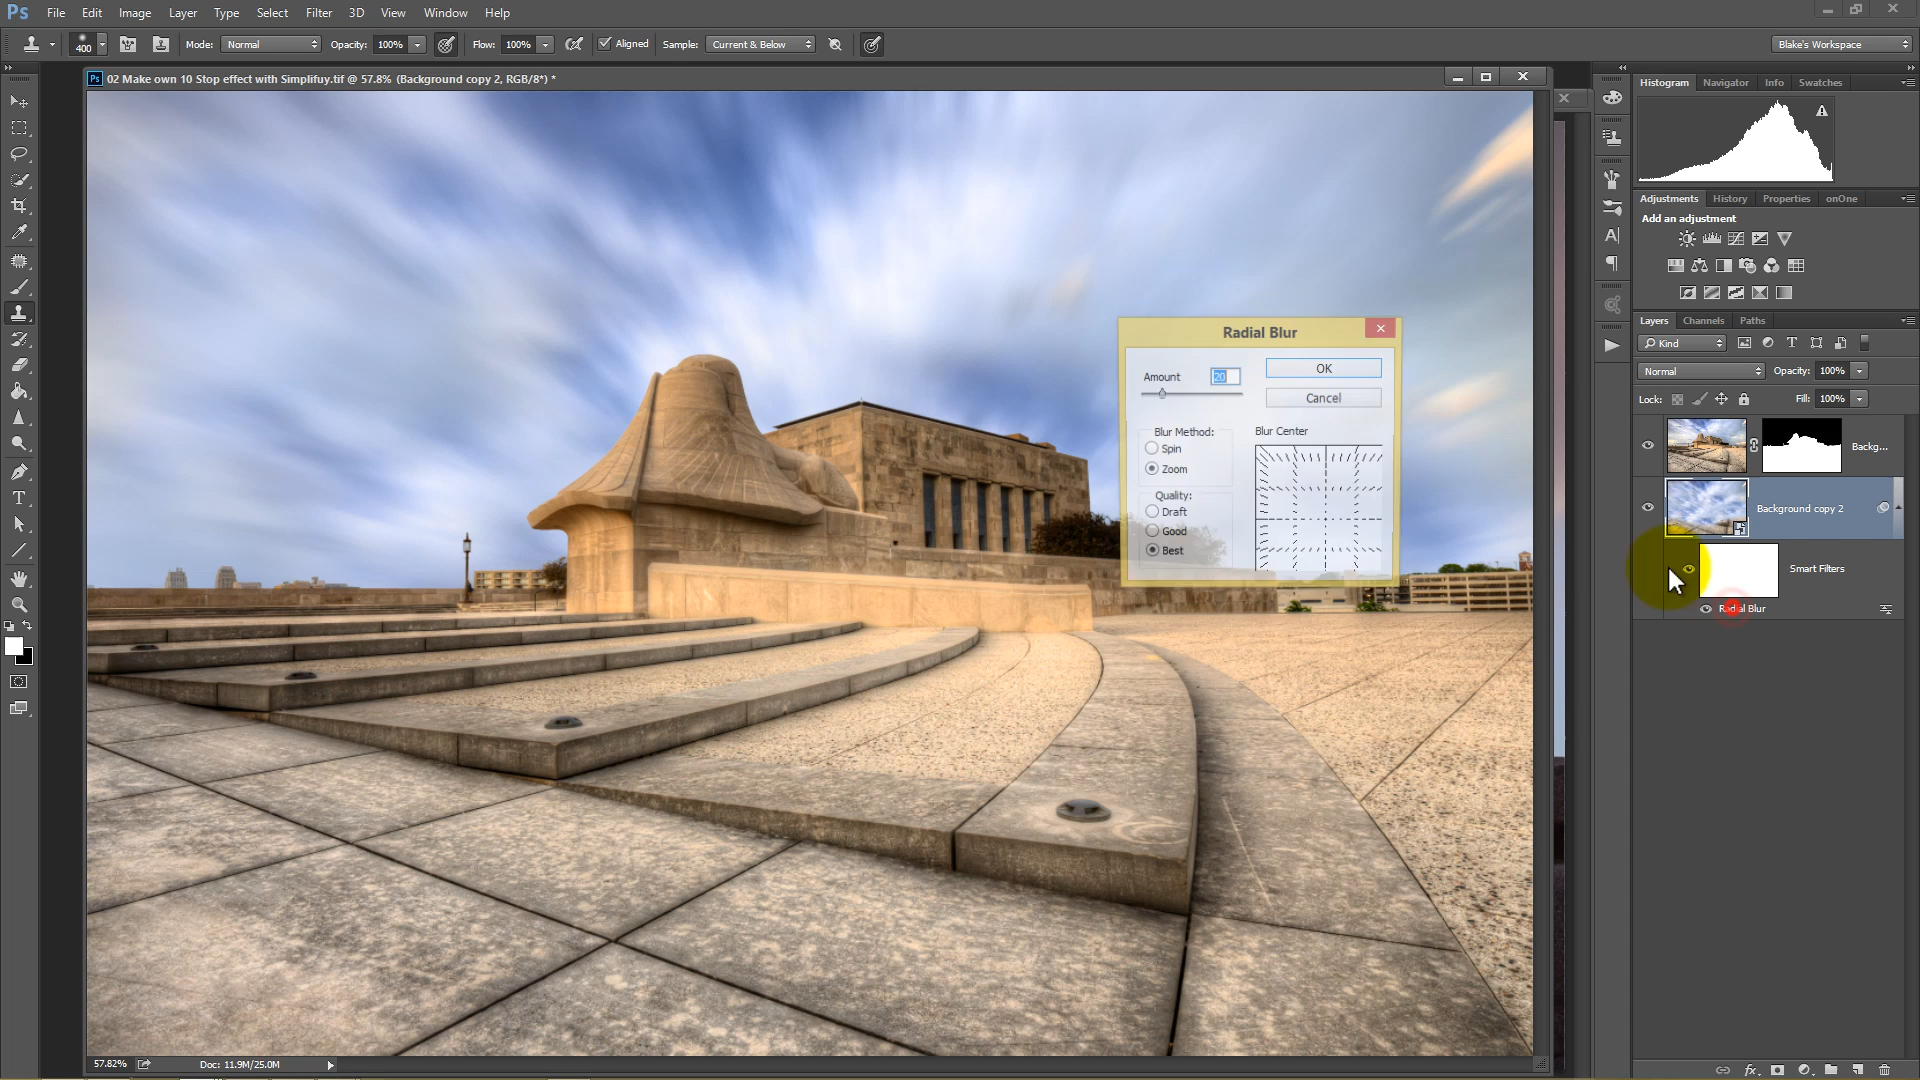 Ps File Edit Image Layer Type Select Filter 3D View Window Help
400 Mode: Normal Opacity: 100% Flow: 100% Aligned Sample: Current & Below Blake's Workspace
Ps 02 Make own 10 Stop effect with Simplifuy.tif @ 57.8% (Background copy 2, RGB/8*) *
Histogram Navigator Info Swatches
Adjustments History Properties onOne
Add an adjustment
Layers Channels Paths
Kind
Normal Opacity: 100%
Lock: Fill: 100%
Backg...
Background copy 2
Smart Filters
Radial Blur
Radial Blur
Amount 20 OK
Cancel
Blur Method: Blur Center
Spin
Zoom
Quality:
Draft
Good
Best
57.82% Doc: 11.9M/25.0M